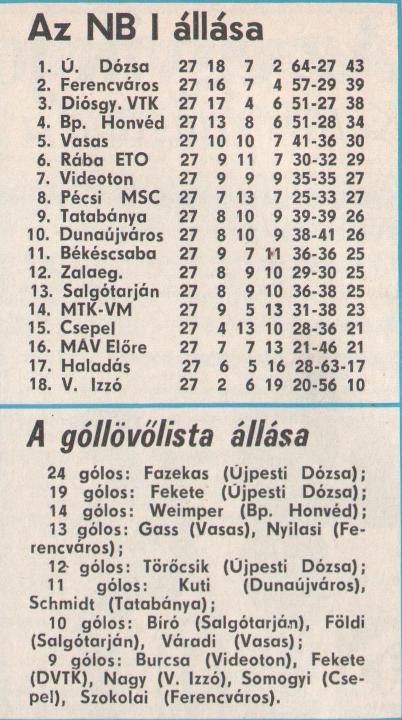 Az NB I állása
1. Ú. Dózsa 27 18 7 2 64-27 43
2. Ferencváros 27 16 7 4 57-29 39
3. Diósgy. VTK 27 17 4 6 51-27 38
4. Bp. Honvéd 27 13 8 6 51-28 34
5. Vasas 27 10 10 7 41-36 30
6. Rába ETO 27 9 11 7 30-32 29
7. Videoton 27 9 9 9 35-35 27
8. Pécsi MSC 27 7 13 7 25-33 27
9. Tatabánya 27 8 10 9 39-39 26
10. Dunaújváros 27 8 10 9 38-41 26
11. Békéscsaba 27 9 7 11 36-36 25
12. Zalaeg. 27 8 9 10 29-30 25
13. Salgótarján 27 8 9 10 36-38 25
14. MTK-VM 27 9 5 13 31-38 23
15. Csepel 27 4 13 10 28-36 21
16. MÁV Előre 27 7 7 13 21-46 21
17. Haladás 27 6 5 16 28-63-17
18. V. Izzó 27 2 6 19 20-56 10
A góllövőlista állása
24 gólos: Fazekas (Újpesti Dózsa);
19 gólos: Fekete (Újpesti Dózsa);
14 gólos: Weimper (Bp. Honvéd);
13 gólos: Gass (Vasas), Nyilasi (Fe-
rencváros);
12 gólos: Törőcsik (Újpesti Dózsa);
11 gólos: Kuti (Dunaújváros),
Schmidt (Tatabánya);
10 gólos: Bíró (Salgótarján), Földi
(Salgótarján), Váradi (Vasas);
9 gólos: Burcsa (Videoton), Fekete
(DVTK), Nagy (V. Izzó), Somogyi (Cse-
pel), Szokolai (Ferencváros).